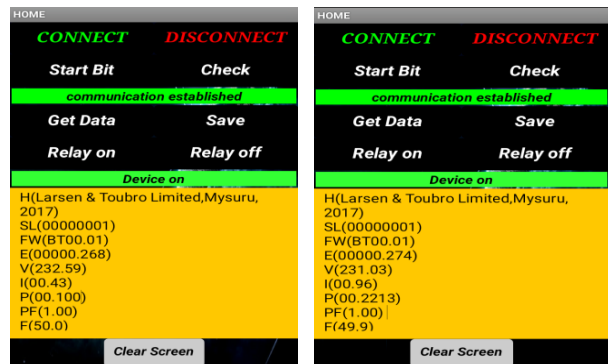 HOME
CONNECT DISCONNECT
Start Bit Check
communication established
Get Data Save
Relay on Relay off
Device on
H(Larsen & Toubro Limited,Mysuru,
2017)
SL(00000001)
FW(BT00.01)
E(00000.268)
V(232.59)
I(00.43)
P(00.100)
PF(1.00)
F(50.0)
Clear Screen
HOME
CONNECT DISCONNECT
Start Bit Check
communication established
Get Data Save
Relay on Relay off
Device on
H(Larsen & Toubro Limited,Mysuru,
2017)
SL(00000001)
FW(BT00.01)
E(00000.274)
V(231.03)
I(00.96)
P(00.2213)
PF(1.00)
F(49.9)
Clear Screen